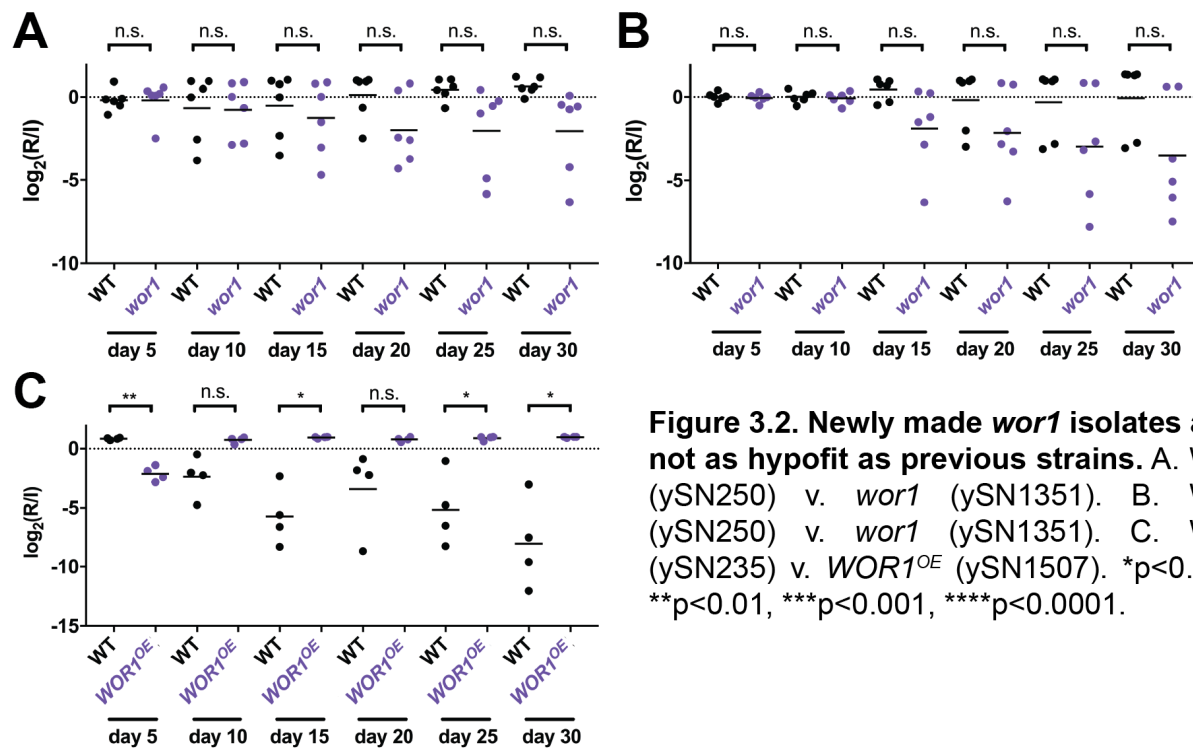 A
n.s. n.s. n.s. n.s. n.s. n.s.
log2(R/I)
0
-5
-10
WT wor1 WT wor1 WT wor1 WT wor1 WT wor1 WT wor1
day 5 day 10 day 15 day 20 day 25 day 30
B
n.s. n.s. n.s. n.s. n.s. n.s.
log2(R/I)
0
-5
-10
WT wor1 WT wor1 WT wor1 WT wor1 WT wor1 WT wor1
day 5 day 10 day 15 day 20 day 25 day 30
C
** n.s. * n.s. * *
log2(R/I)
0
-5
-10
-15
WT WOR1OE WT WOR1OE WT WOR1OE WT WOR1OE WT WOR1OE WT WOR1OE
day 5 day 10 day 15 day 20 day 25 day 30
Figure 3.2. Newly made wor1 isolates
not as hypofit as previous strains. A.
(ySN250) v. wor1 (ySN1351). B.
(ySN250) v. wor1 (ySN1351). C.
(ySN235) v. WOR1OE (ySN1507). *p<0.
**p<0.01, ***p<0.001, ****p<0.0001.